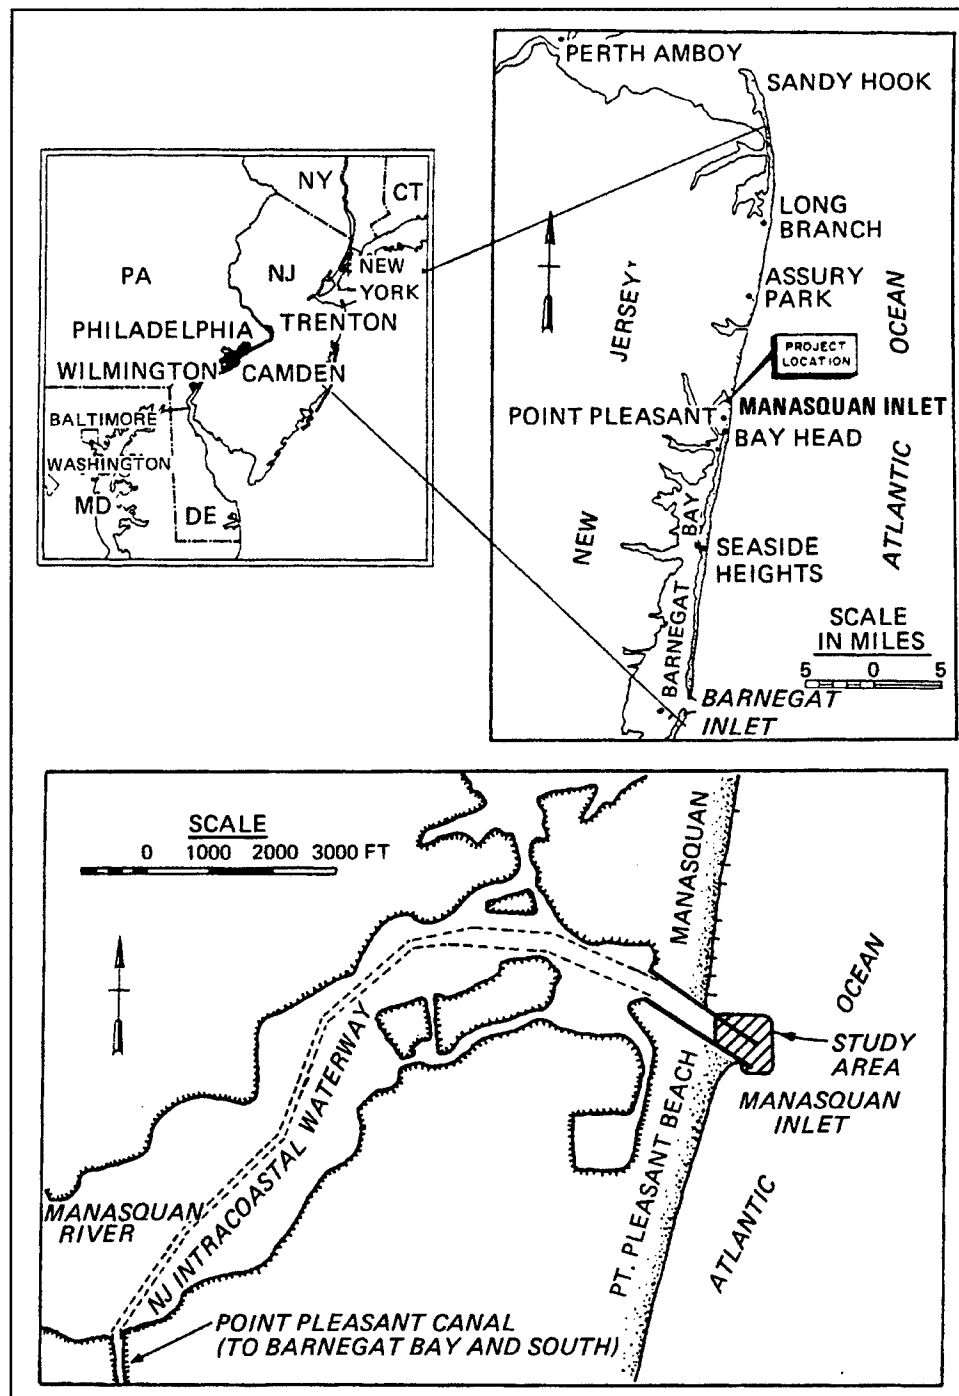 NY
CT
PA
NJ
NEW
YORK
TRENTON
PHILADELPHIA
WILMINGTON
CAMDEN
BALTIMORE
WASHINGTON
MD
DE
PERTH AMBOY
SANDY HOOK
LONG
BRANCH
ASSURY
PARK
OCEAN
JERSEY
PROJECT
LOCATION
POINT PLEASANT
MANASQUAN INLET
BAY HEAD
ATLANTIC
NEW
BAY
SEASIDE
HEIGHTS
BARNEGAT
SCALE
IN MILES
5 0 5
BARNEGAT
INLET
SCALE
0 1000 2000 3000 FT
MANASQUAN
OCEAN
STUDY
AREA
MANASQUAN
INLET
NJ INTRACOASTAL WATERWAY
PT. PLEASANT BEACH
ATLANTIC
MANASQUAN
RIVER
POINT PLEASANT CANAL
(TO BARNEGAT BAY AND SOUTH)